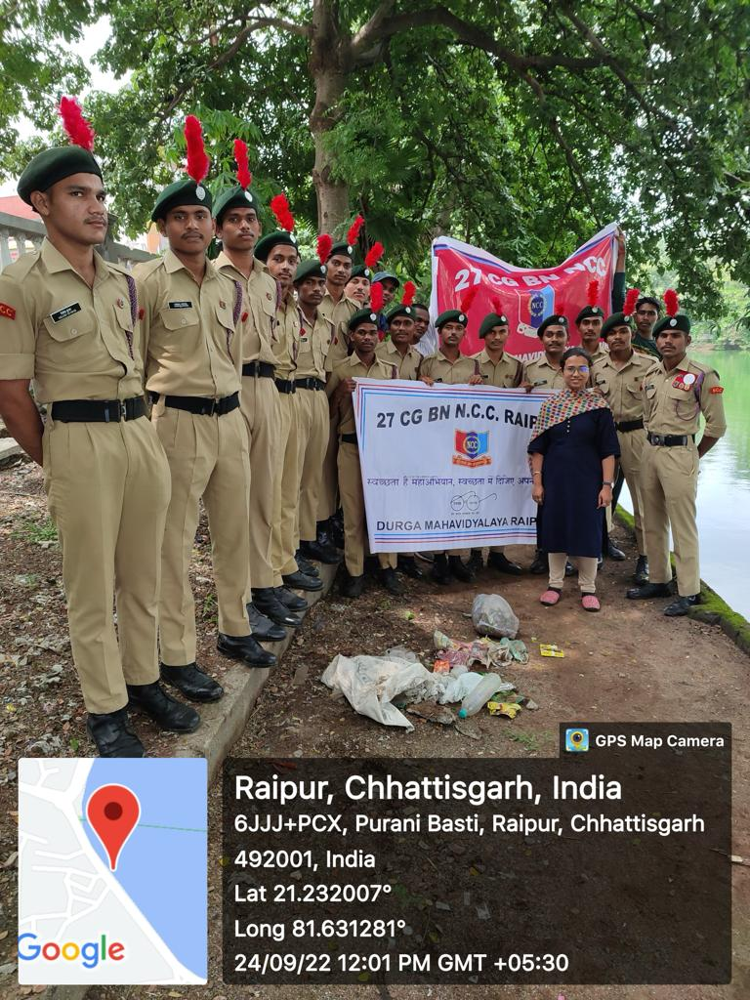 27 CG BN NCC
NCC
27 CG BN N.C.C. RAIP
NCC
स्वच्छता है महाअभियान, स्वच्छता में दीजिए अपन
DURGA MAHAVIDYALAYA RAIP
GPS Map Camera
Raipur, Chhattisgarh, India
6JJJ+PCX, Purani Basti, Raipur, Chhattisgarh
492001, India
Lat 21.232007°
Long 81.631281°
24/09/22 12:01 PM GMT +05:30
Google